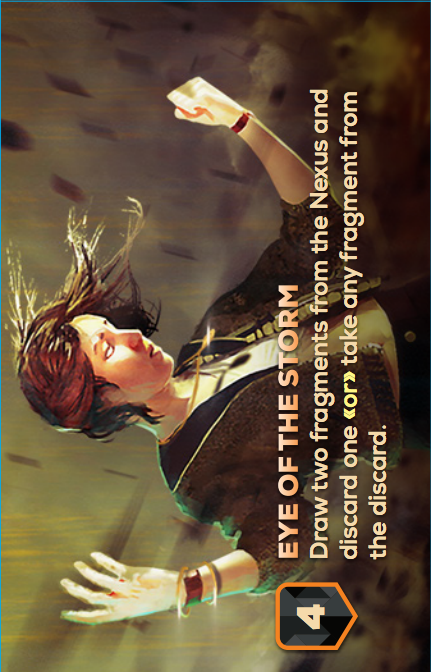 EYE OF THE STORM
Draw two fragments from the Nexus and
discard one «or» take any fragment from
the discard.
4